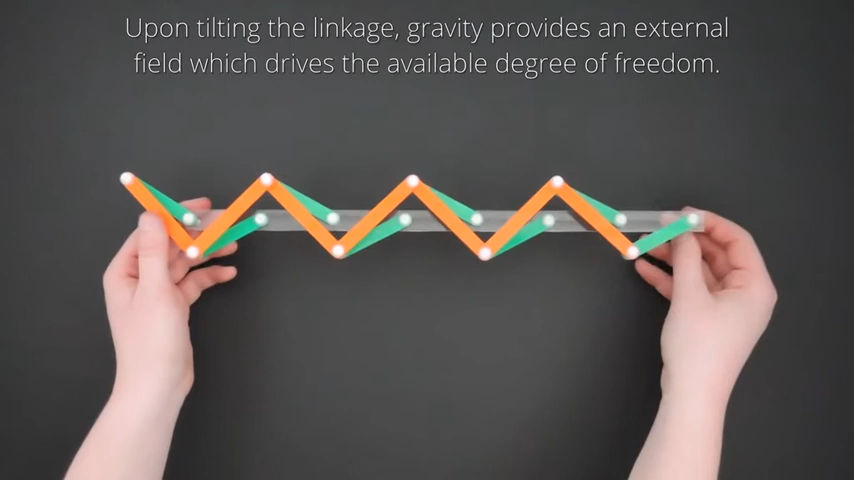 Upon tilting the linkage, gravity provides an external
field which drives the available degree of freedom.